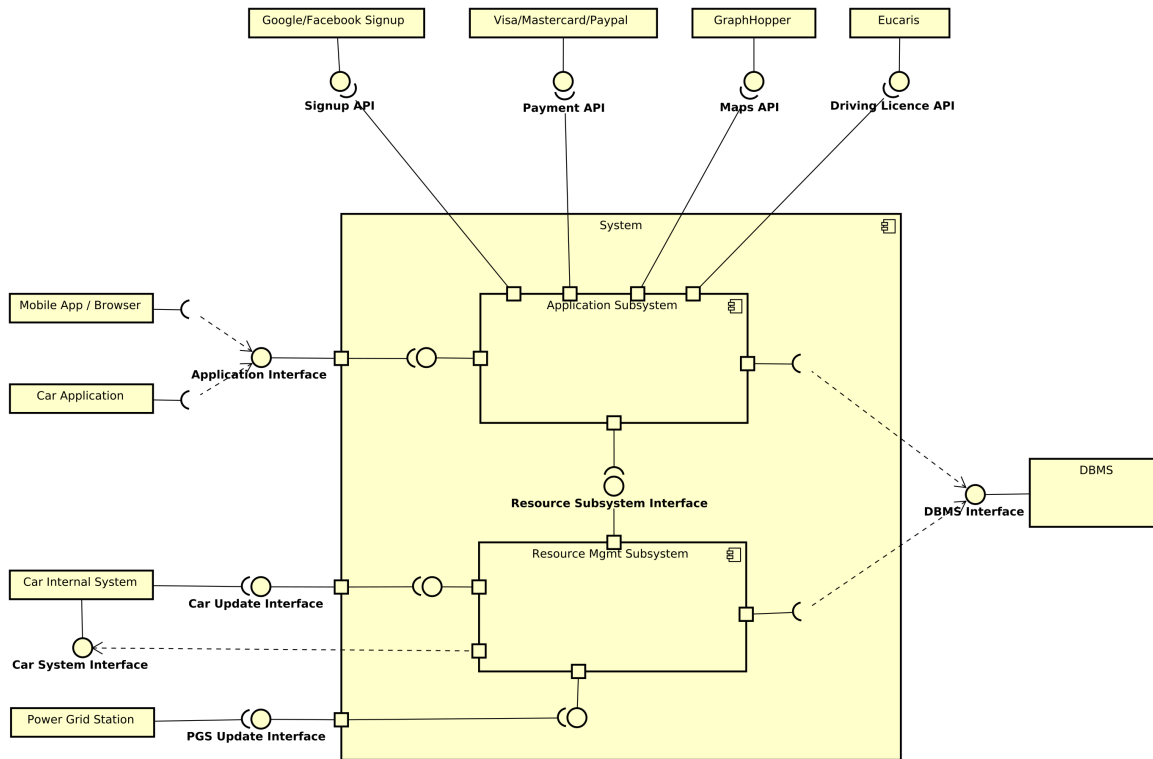 Google/Facebook Signup
Visa/Mastercard/Paypal
GraphHopper
Eucaris
Signup API
Payment API
Maps API
Driving Licence API
System
Mobile App / Browser
Application Subsystem
Application Interface
Car Application
DBMS
Resource Subsystem Interface
DBMS Interface
Resource Mgmt Subsystem
Car Internal System
Car Update Interface
Car System Interface
Power Grid Station
PGS Update Interface